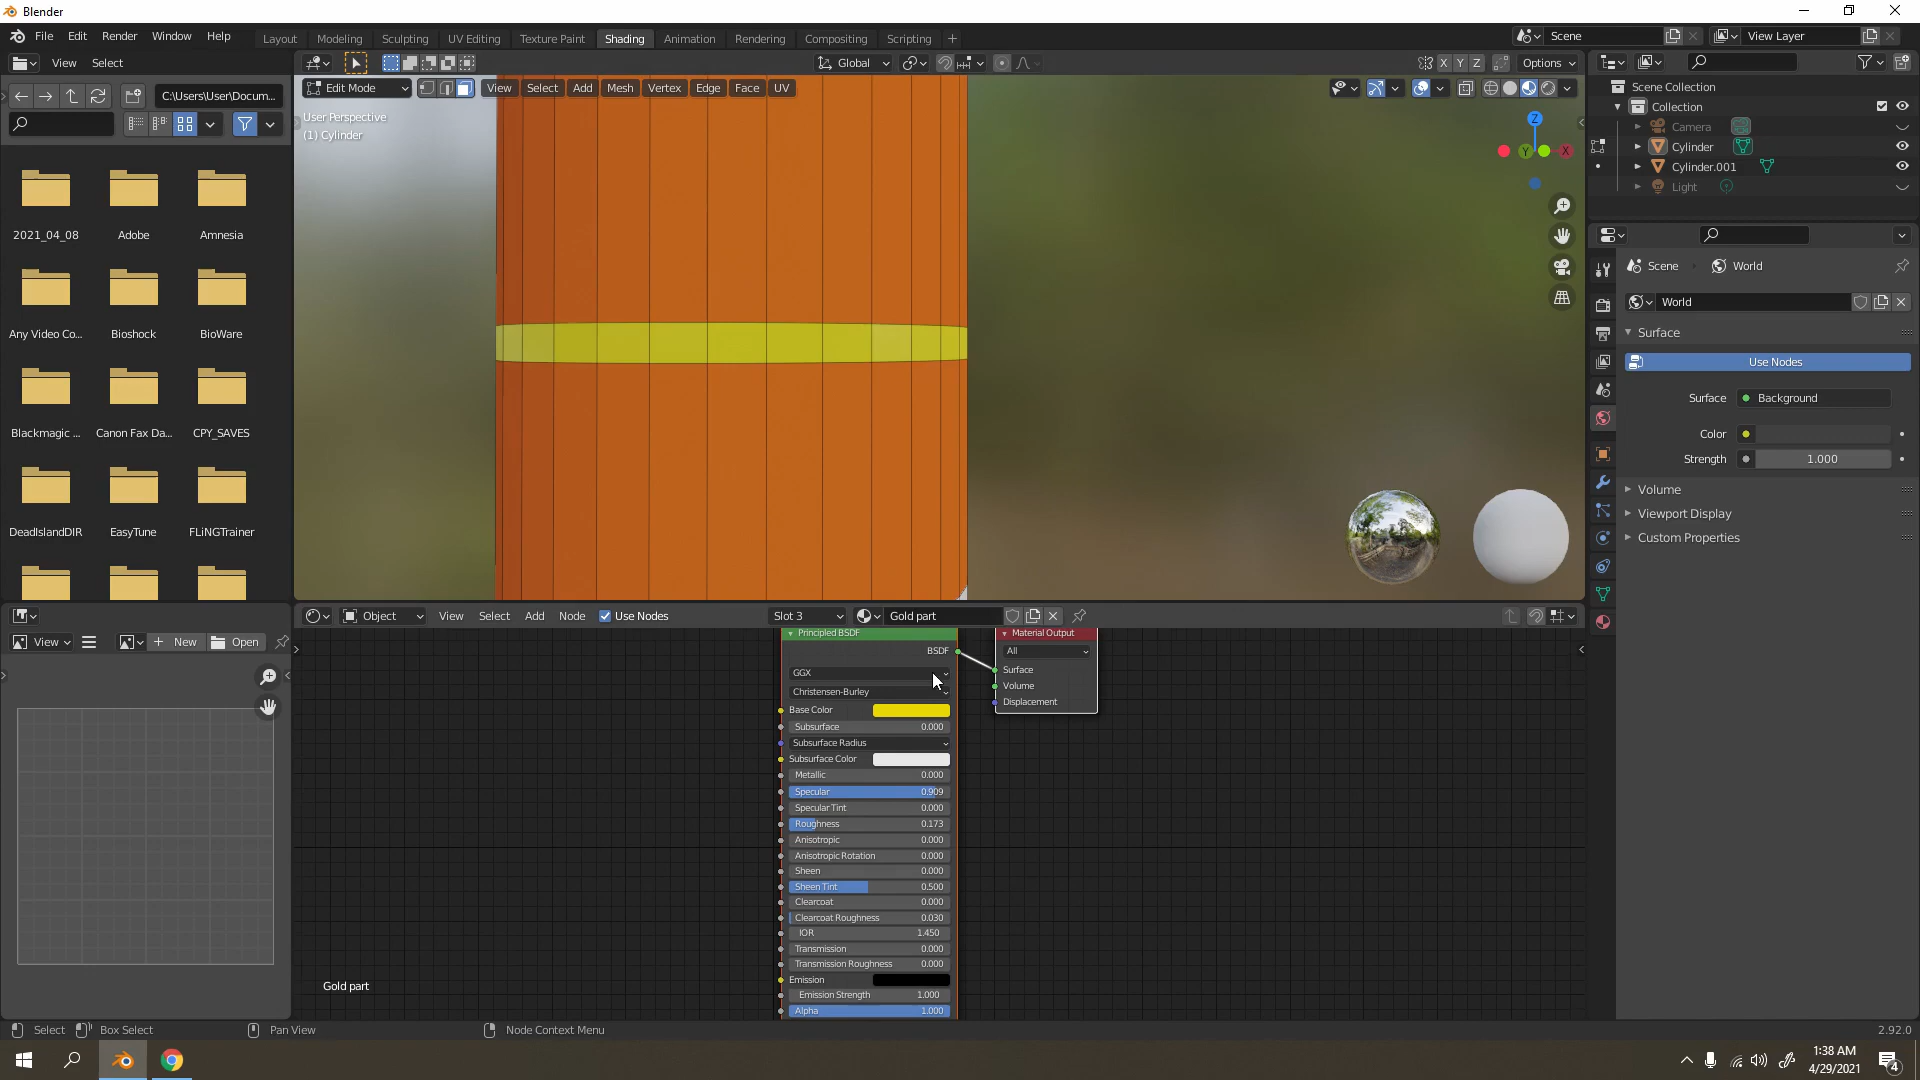 Blender
File Edit Render Window Help Layout Modeling Sculpting UV Editing Texture Paint Shading Animation Rendering Compositing Scripting + Scene View Layer
View Select Global X Y Z Options
C:\Users\User\Docum...
Edit Mode View Select Add Mesh Vertex Edge Face UV
User Perspective
(1) Cylinder
Z
Y
X
Scene Collection
Collection
Camera
Cylinder
Cylinder.001
Light
2021_04_08 Adobe Amnesia
Any Video Co... Bioshock BioWare
Blackmagic ... Canon Fax Da... CPY_SAVES
DeadIslandDIR EasyTune FLiNGTrainer
Scene World
World
Surface
Use Nodes
Surface Background
Color
Strength 1.000
Volume
Viewport Display
Custom Properties
Object View Select Add Node Use Nodes Slot 3 Gold part
View New Open
Principled BSDF
BSDF
GGX
Christensen-Burley
Base Color
Subsurface 0.000
Subsurface Radius
Subsurface Color
Metallic 0.000
Specular 0.909
Specular Tint 0.000
Roughness 0.173
Anisotropic 0.000
Anisotropic Rotation 0.000
Sheen 0.000
Sheen Tint 0.500
Clearcoat 0.000
Clearcoat Roughness 0.030
IOR 1.450
Transmission 0.000
Transmission Roughness 0.000
Emission
Emission Strength 1.000
Alpha 1.000
Material Output
All
Surface
Volume
Displacement
Gold part
Select Box Select Pan View Node Context Menu 2.92.0
1:38 AM
4/29/2021
4